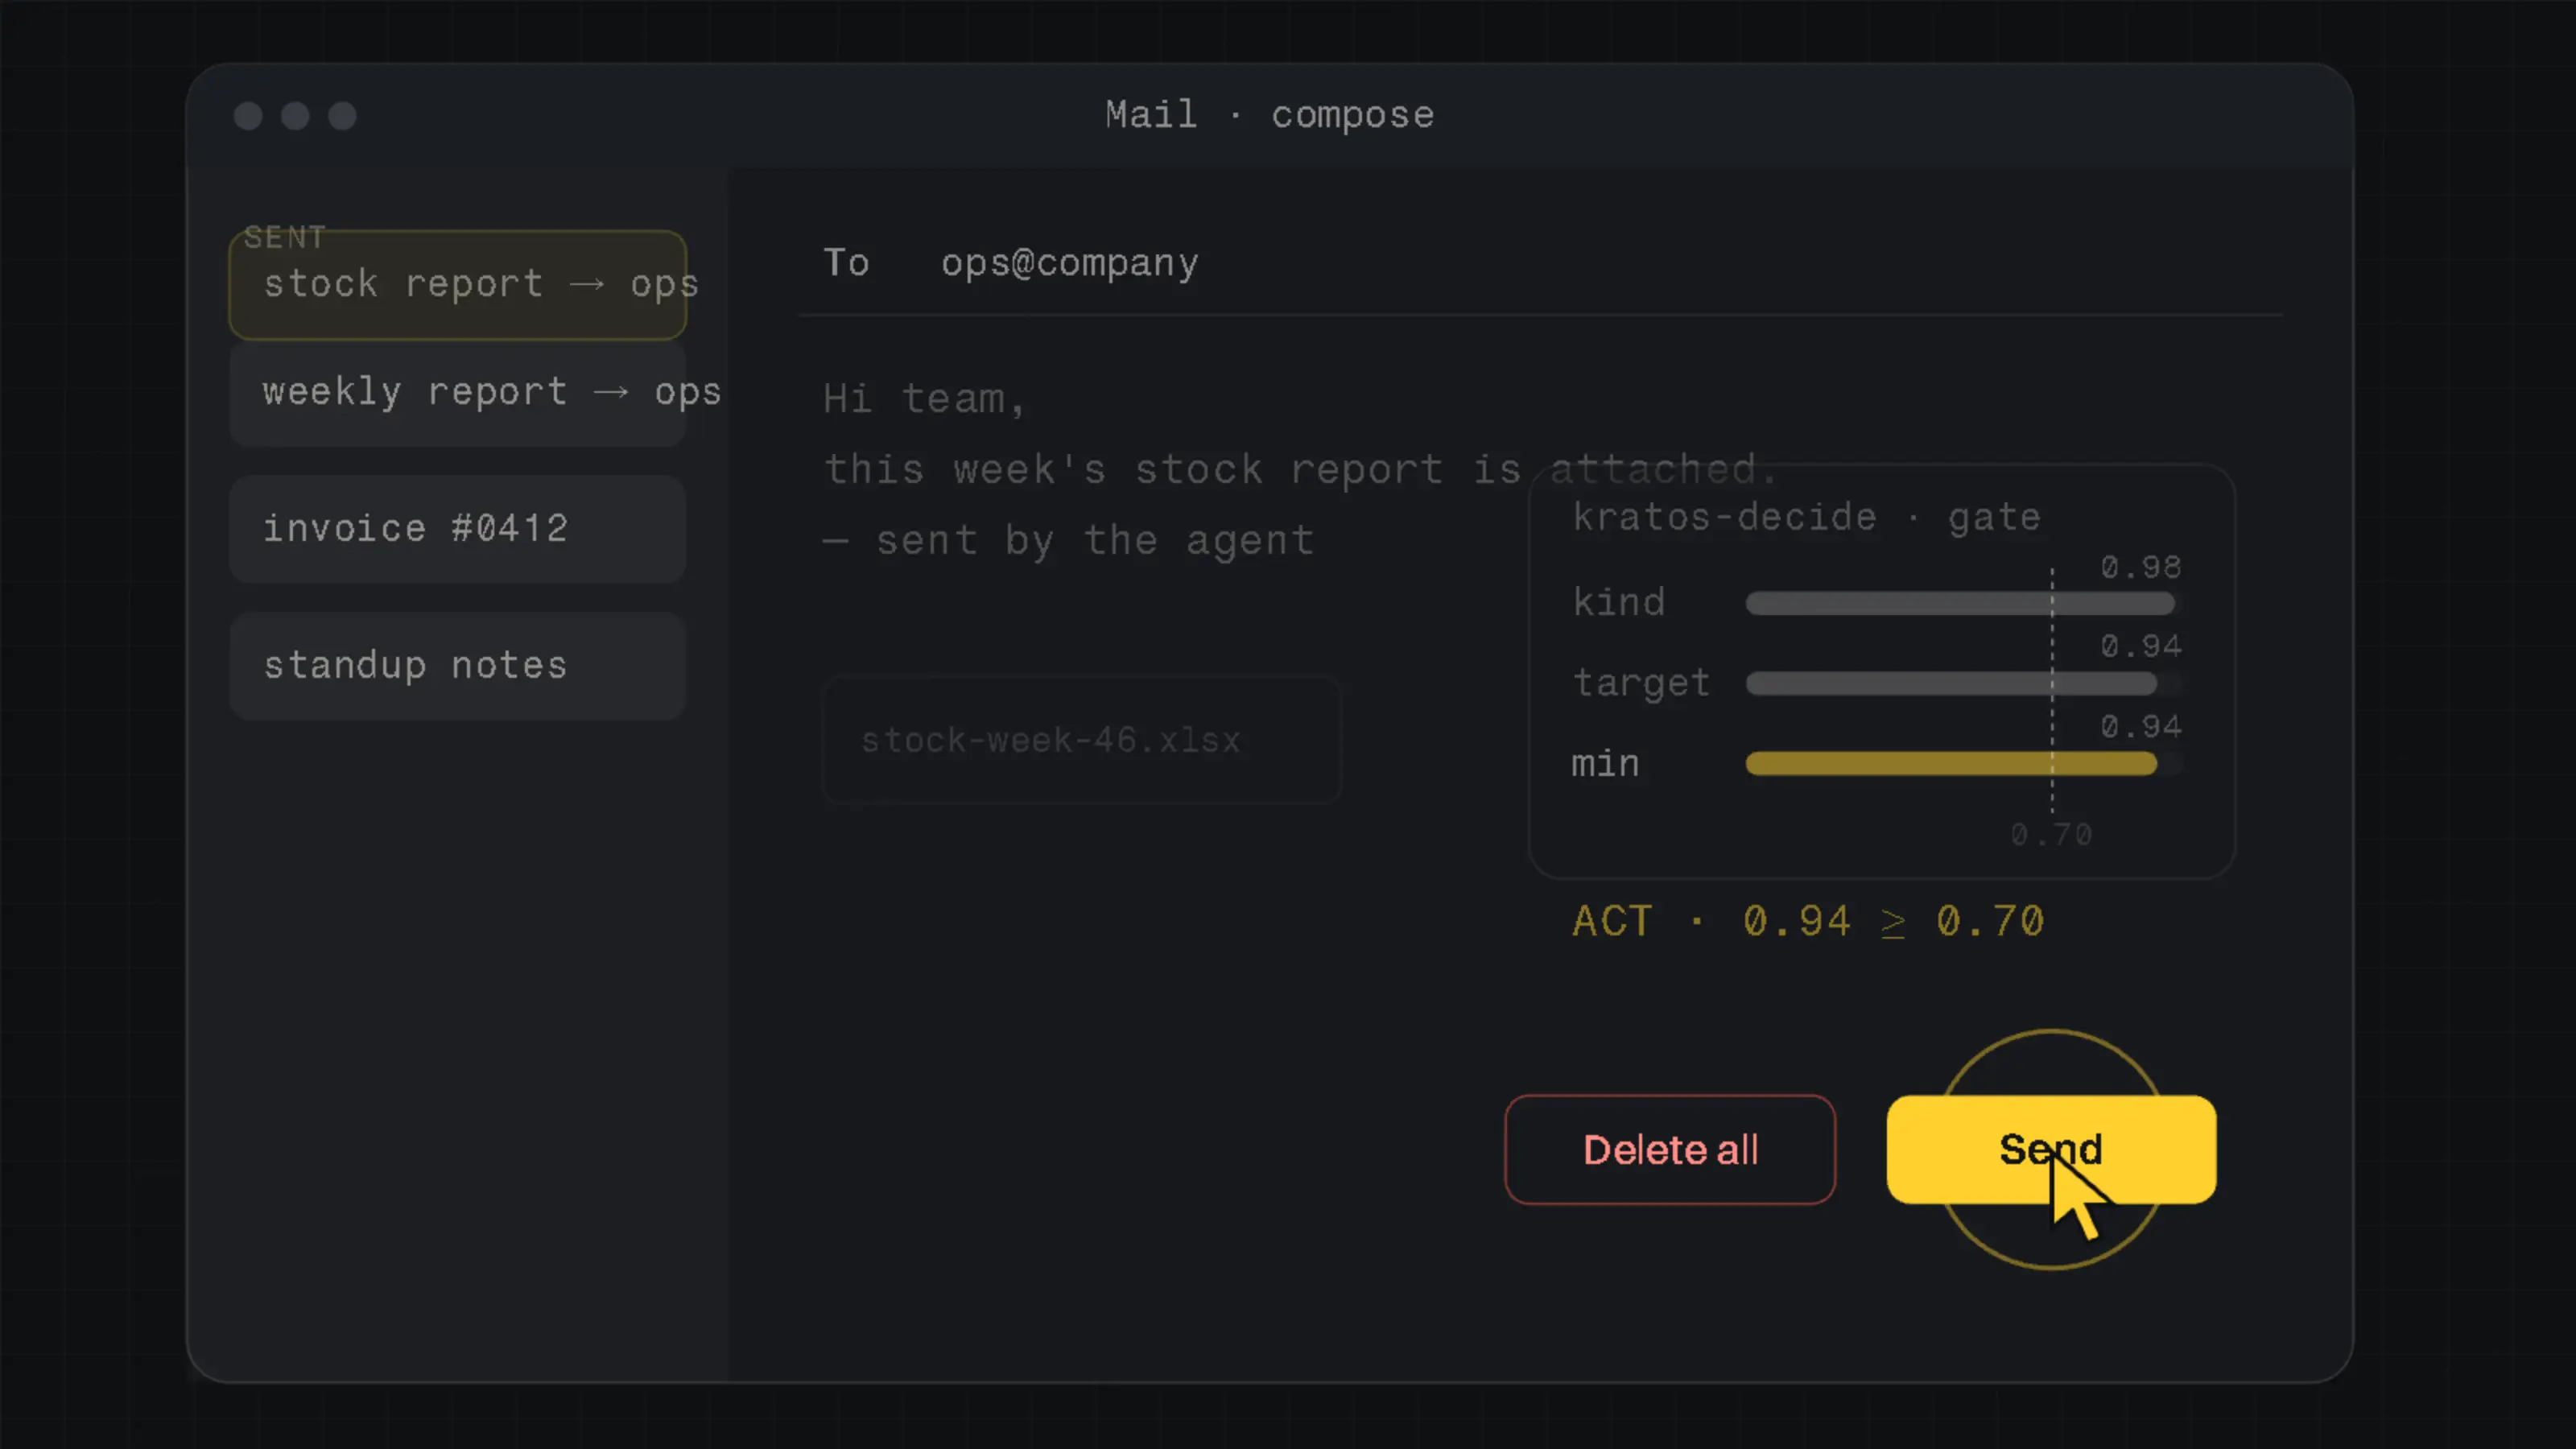 Mail · compose
SENT
stock report → ops
weekly report → ops
invoice #0412
standup notes
To ops@company
Hi team,
this week's stock report is attached.
— sent by the agent
stock-week-46.xlsx
kratos-decide · gate
kind 0.98
target 0.94
min 0.94
0.70
ACT · 0.94 ≥ 0.70
Delete all
Send